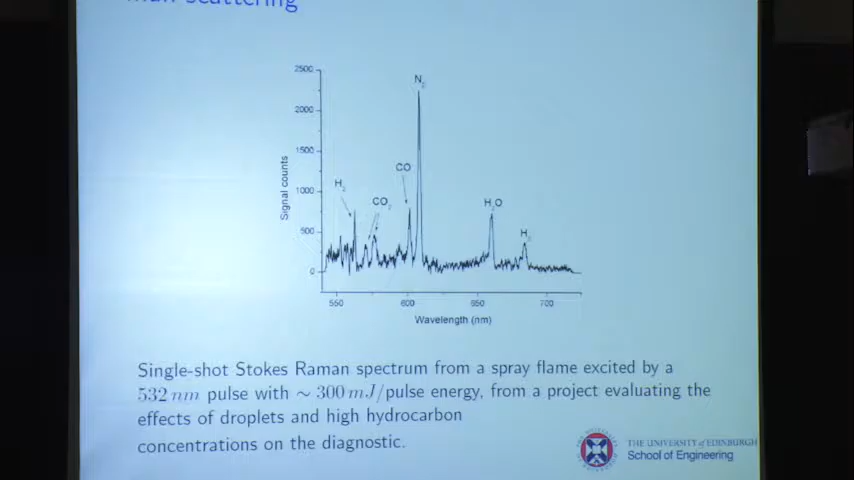 scattering
2500
2000
1500
1000
500
0
Signal counts
N2
CO
H2
CO2
H2O
H2
550
600
650
700
Wavelength (nm)
Single-shot Stokes Raman spectrum from a spray flame excited by a
532 nm pulse with ∼ 300 mJ/pulse energy, from a project evaluating the
effects of droplets and high hydrocarbon
concentrations on the diagnostic.
THE UNIVERSITY of EDINBURGH
School of Engineering